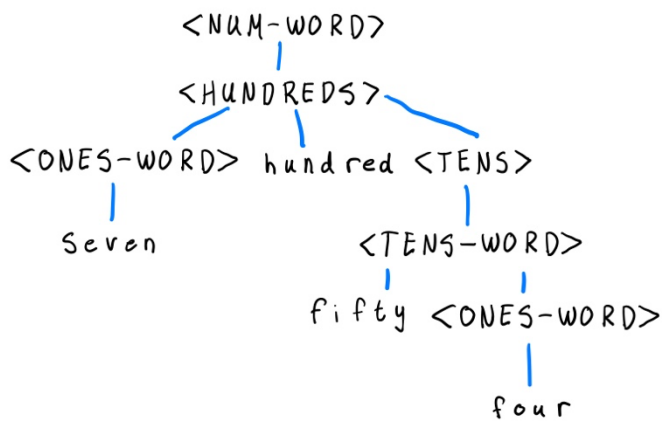 <NUM-WORD>
<HUNDREDS>
<ONES-WORD> hundred <TENS>
seven <TENS-WORD>
fifty <ONES-WORD>
four